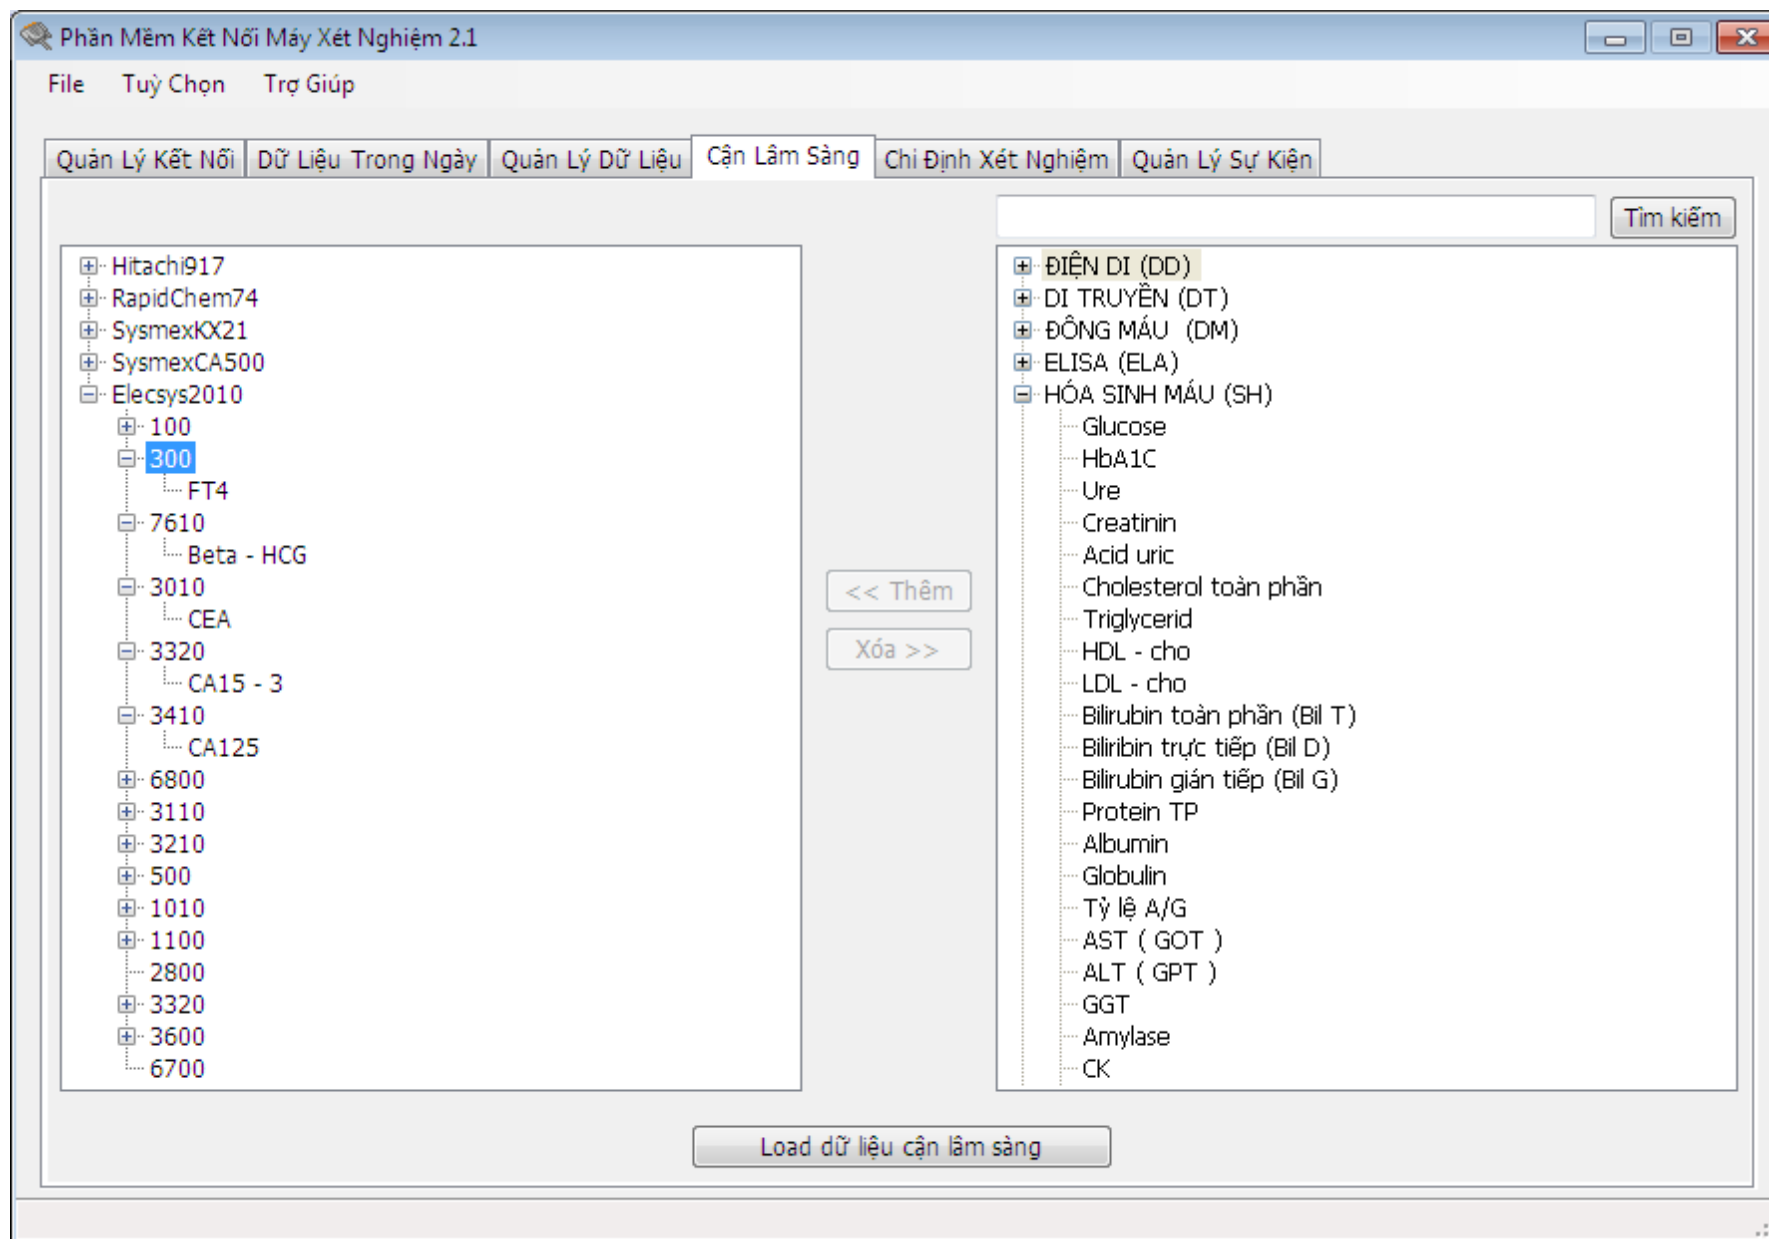 Phần Mềm Kết Nối Máy Xét Nghiệm 2.1
File Tuỳ Chọn Trợ Giúp
Quản Lý Kết Nối Dữ Liệu Trong Ngày Quản Lý Dữ Liệu Cận Lâm Sàng Chỉ Định Xét Nghiệm Quản Lý Sự Kiện
Tìm kiếm
Hitachi917
RapidChem74
SysmexKX21
SysmexCA500
Elecsys2010
100
300
FT4
7610
Beta - HCG
3010
CEA
3320
CA15 - 3
3410
CA125
6800
3110
3210
500
1010
1100
2800
3320
3600
6700
<< Thêm
Xóa >>
ĐIỆN DI (DD)
DI TRUYỀN (DT)
ĐÔNG MÁU (DM)
ELISA (ELA)
HÓA SINH MÁU (SH)
Glucose
HbA1C
Ure
Creatinin
Acid uric
Cholesterol toàn phần
Triglycerid
HDL - cho
LDL - cho
Bilirubin toàn phần (Bil T)
Biliribin trực tiếp (Bil D)
Bilirubin gián tiếp (Bil G)
Protein TP
Albumin
Globulin
Tỷ lệ A/G
AST ( GOT )
ALT ( GPT )
GGT
Amylase
CK
Load dữ liệu cận lâm sàng